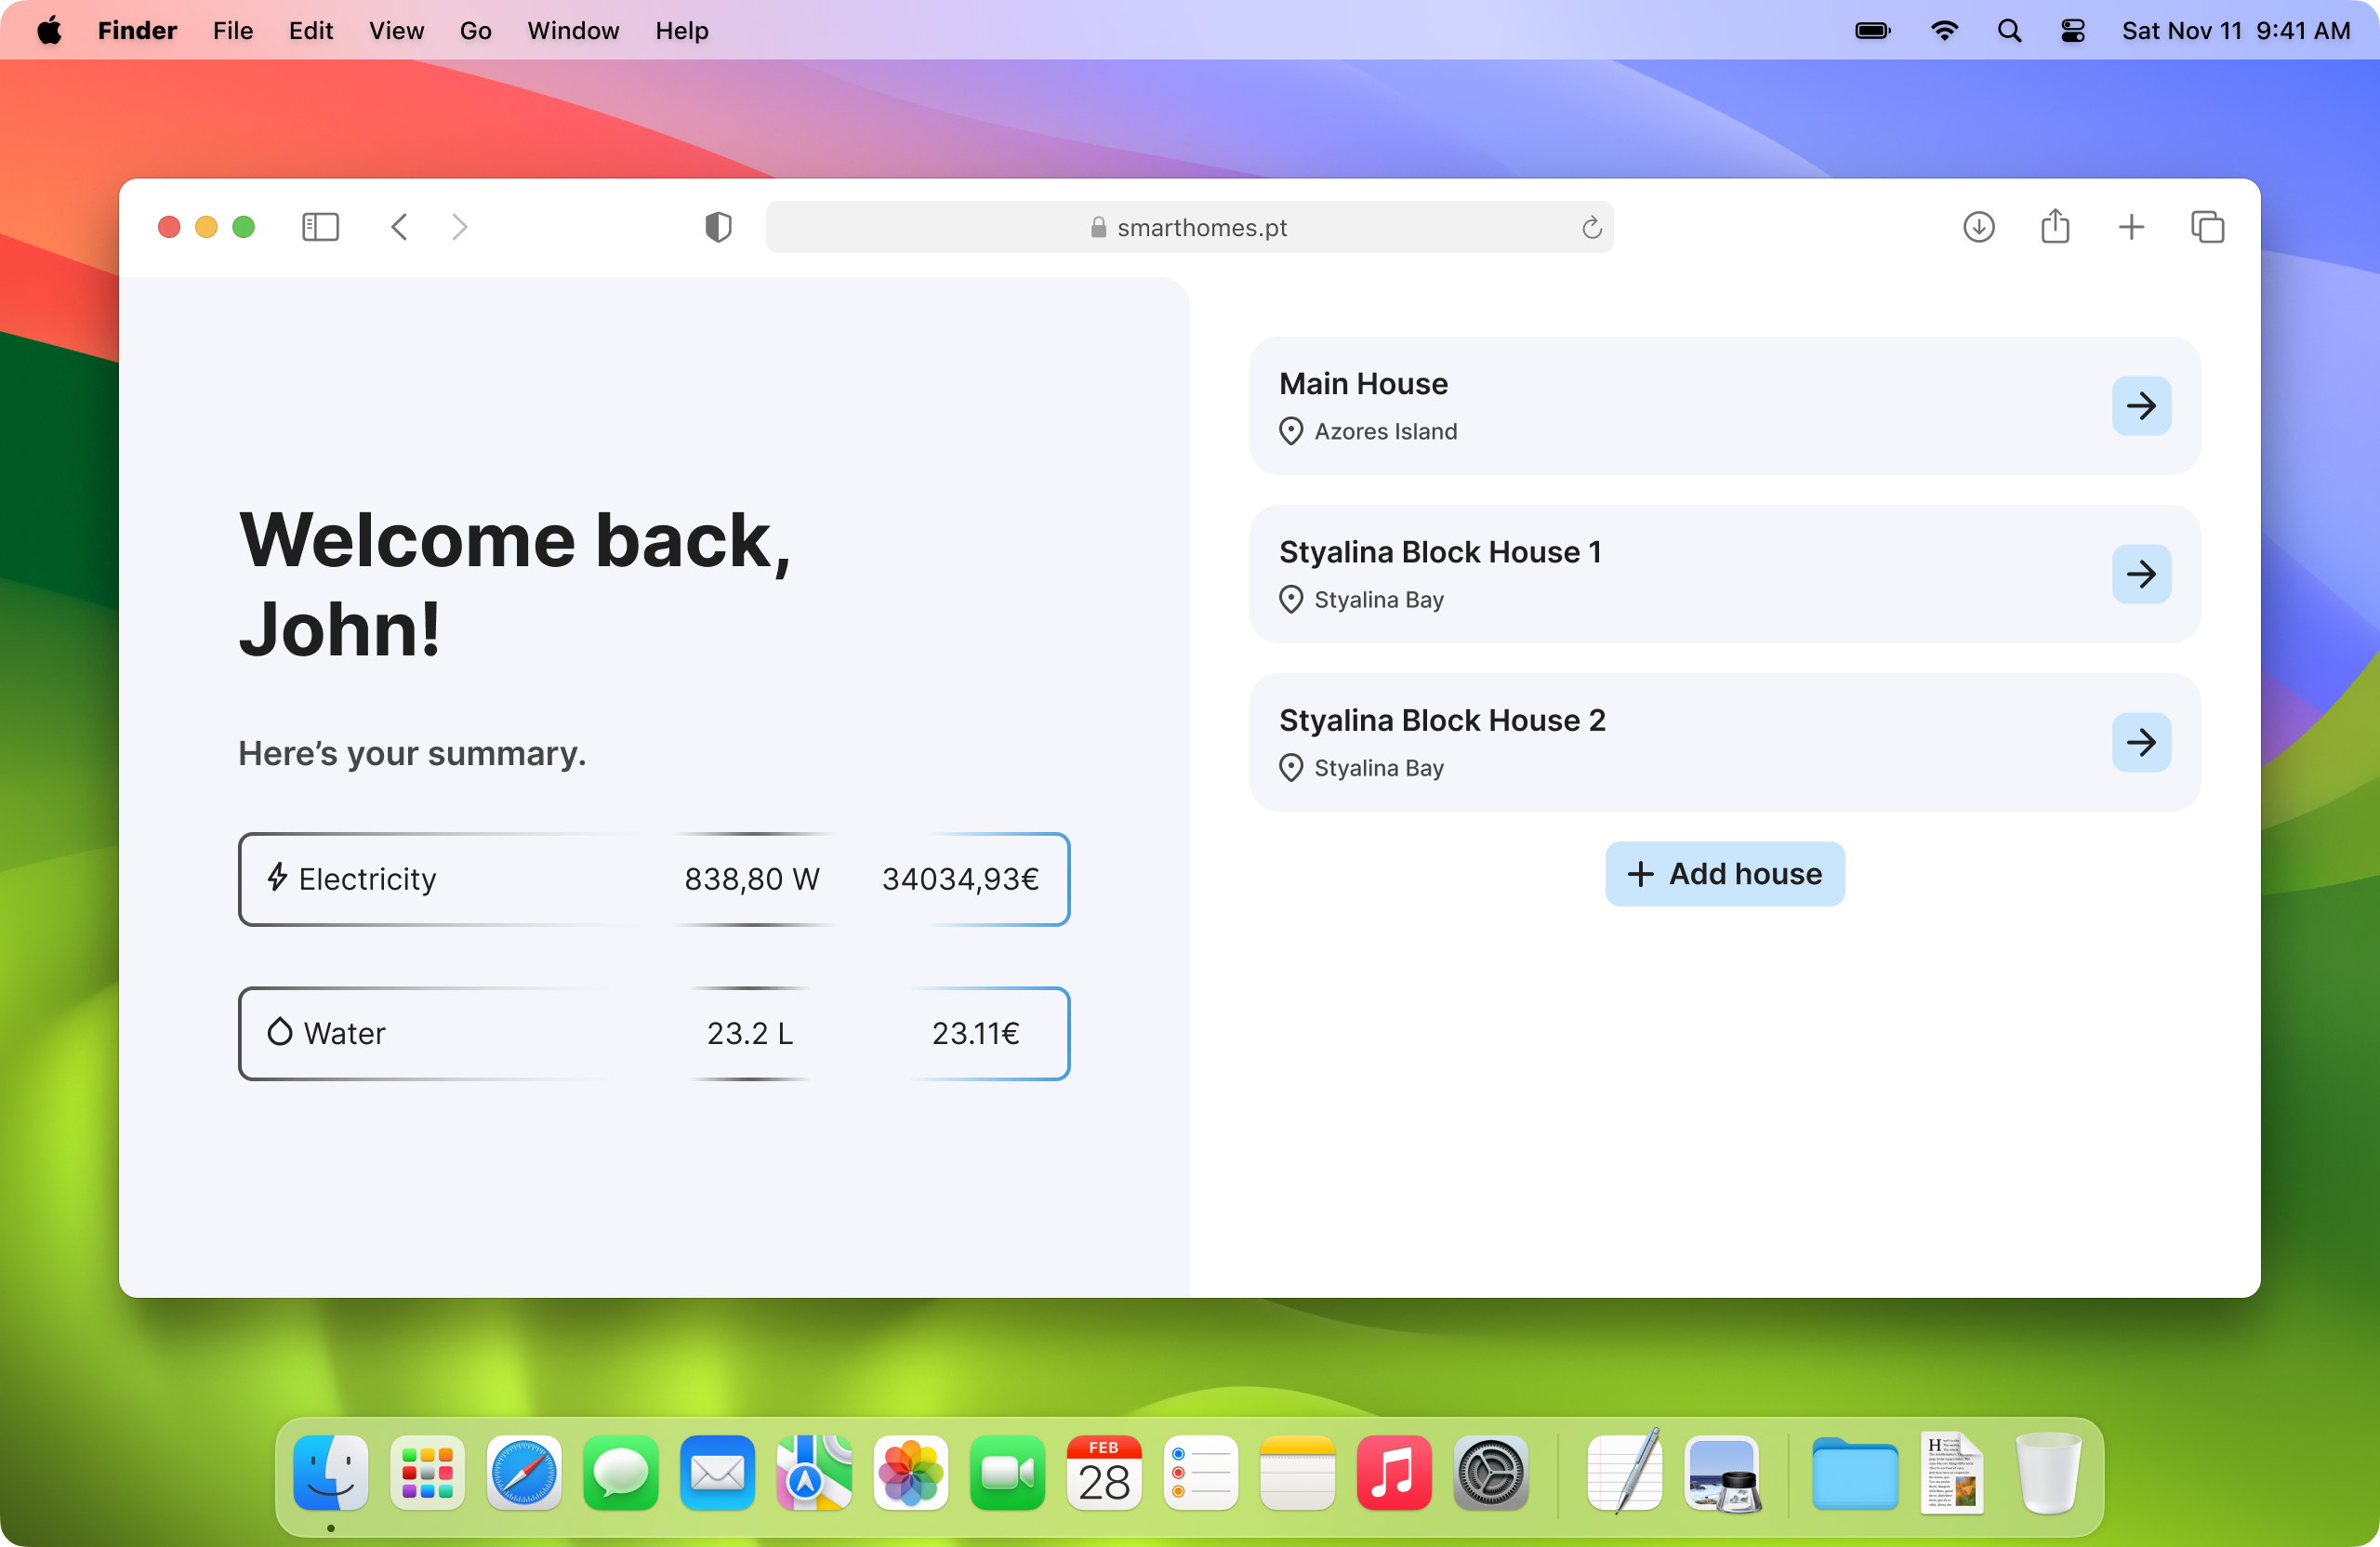 Finder File Edit View Go Window Help Sat Nov 11 9:41 AM
smarthomes.pt
Welcome back,
John!
Here’s your summary.
Electricity 838,80 W 34034,93€
Water 23.2 L 23.11€
Main House
Azores Island
Styalina Block House 1
Styalina Bay
Styalina Block House 2
Styalina Bay
+ Add house
FEB
28